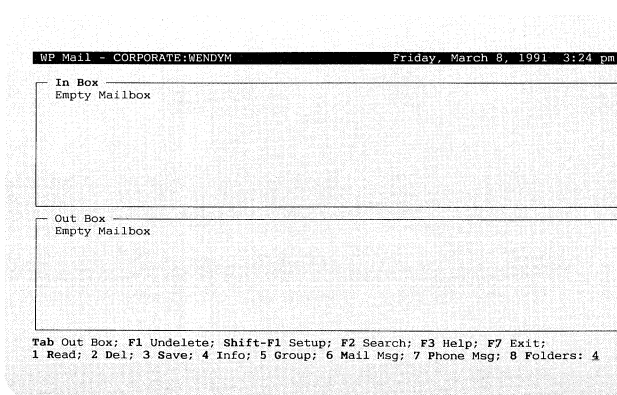 WP Mail - CORPORATE:WENDYM Friday, March 8, 1991 3:24 pm
In Box
Empty Mailbox
Out Box
Empty Mailbox
Tab Out Box; F1 Undelete; Shift-F1 Setup; F2 Search; F3 Help; F7 Exit;
1 Read; 2 Del; 3 Save; 4 Info; 5 Group; 6 Mail Msg; 7 Phone Msg; 8 Folders: 4